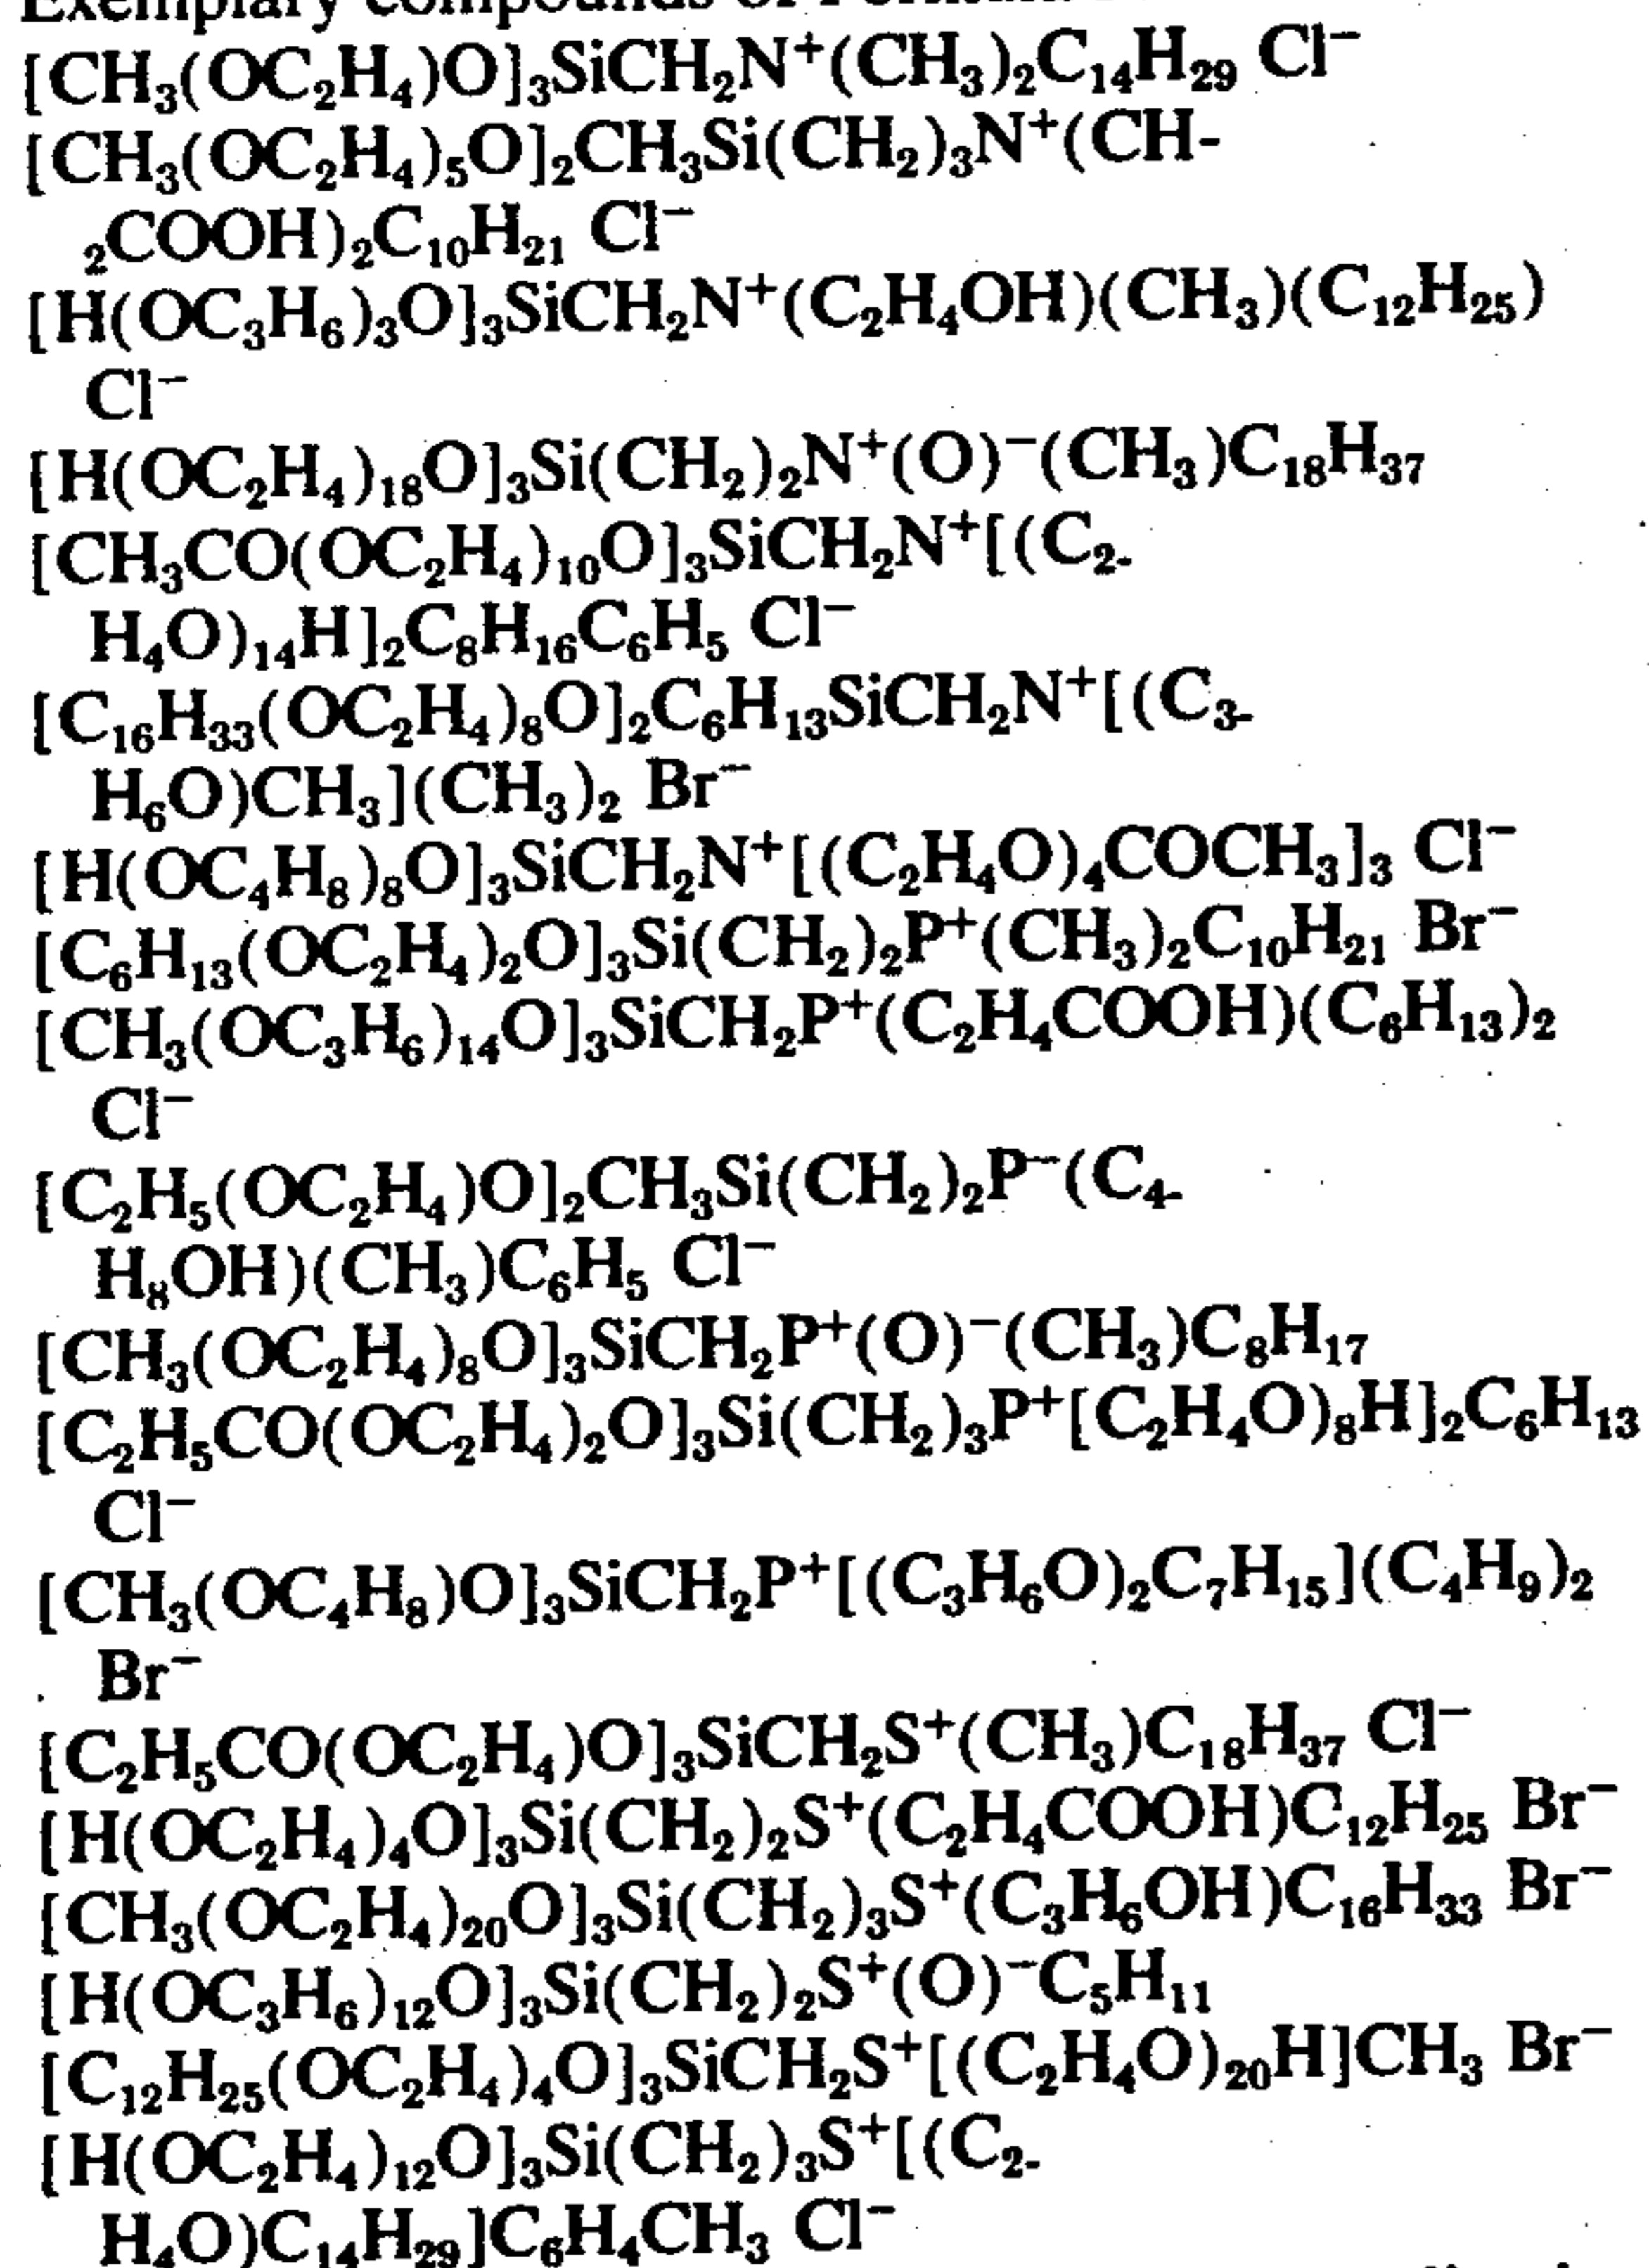 Exemplary compounds of
[CH₃(OC₂H₄)O]₃SiCH₂N⁺(CH₃)₂C₁₄H₂₉ Cl⁻
[CH₃(OC₂H₄)₅O]₂CH₃Si(CH₂)₃N⁺(CH-
₂COOH)₂C₁₀H₂₁ Cl⁻
[H(OC₃H₆)₃O]₃SiCH₂N⁺(C₂H₄OH)(CH₃)(C₁₂H₂₅)
Cl⁻
[H(OC₂H₄)₁₈O]₃Si(CH₂)₂N⁺(O)⁻(CH₃)C₁₈H₃₇
[CH₃CO(OC₂H₄)₁₀O]₃SiCH₂N⁺[(C₂-
H₄O)₁₄H]₂C₈H₁₆C₆H₅ Cl⁻
[C₁₆H₃₃(OC₂H₄)₈O]₂C₆H₁₃SiCH₂N⁺[(C₃-
H₆O)CH₃](CH₃)₂ Br⁻
[H(OC₄H₈)₈O]₃SiCH₂N⁺[(C₂H₄O)₄COCH₃]₃ Cl⁻
[C₆H₁₃(OC₂H₄)₂O]₃Si(CH₂)₂P⁺(CH₃)₂C₁₀H₂₁ Br⁻
[CH₃(OC₃H₆)₁₄O]₃SiCH₂P⁺(C₂H₄COOH)(C₆H₁₃)₂
Cl⁻
[C₂H₅(OC₂H₄)O]₂CH₃Si(CH₂)₂P⁻(C₄-
H₈OH)(CH₃)C₆H₅ Cl⁻
[CH₃(OC₂H₄)₈O]₃SiCH₂P⁺(O)⁻(CH₃)C₈H₁₇
[C₂H₅CO(OC₂H₄)₂O]₃Si(CH₂)₃P⁺[C₂H₄O)₈H]₂C₆H₁₃
Cl⁻
[CH₃(OC₄H₈)O]₃SiCH₂P⁺[(C₃H₆O)₂C₇H₁₅](C₄H₉)₂
Br⁻
[C₂H₅CO(OC₂H₄)O]₃SiCH₂S⁺(CH₃)C₁₈H₃₇ Cl⁻
[H(OC₂H₄)₄O]₃Si(CH₂)₂S⁺(C₂H₄COOH)C₁₂H₂₅ Br⁻
[CH₃(OC₂H₄)₂₀O]₃Si(CH₂)₃S⁺(C₃H₆OH)C₁₆H₃₃ Br⁻
[H(OC₃H₆)₁₂O]₃Si(CH₂)₂S⁺(O)⁻C₅H₁₁
[C₁₂H₂₅(OC₂H₄)₄O]₃SiCH₂S⁺[(C₂H₄O)₂₀H]CH₃ Br⁻
[H(OC₂H₄)₁₂O]₃Si(CH₂)₃S⁺[(C₂-
H₄O)C₁₄H₂₉]C₆H₄CH₃ Cl⁻